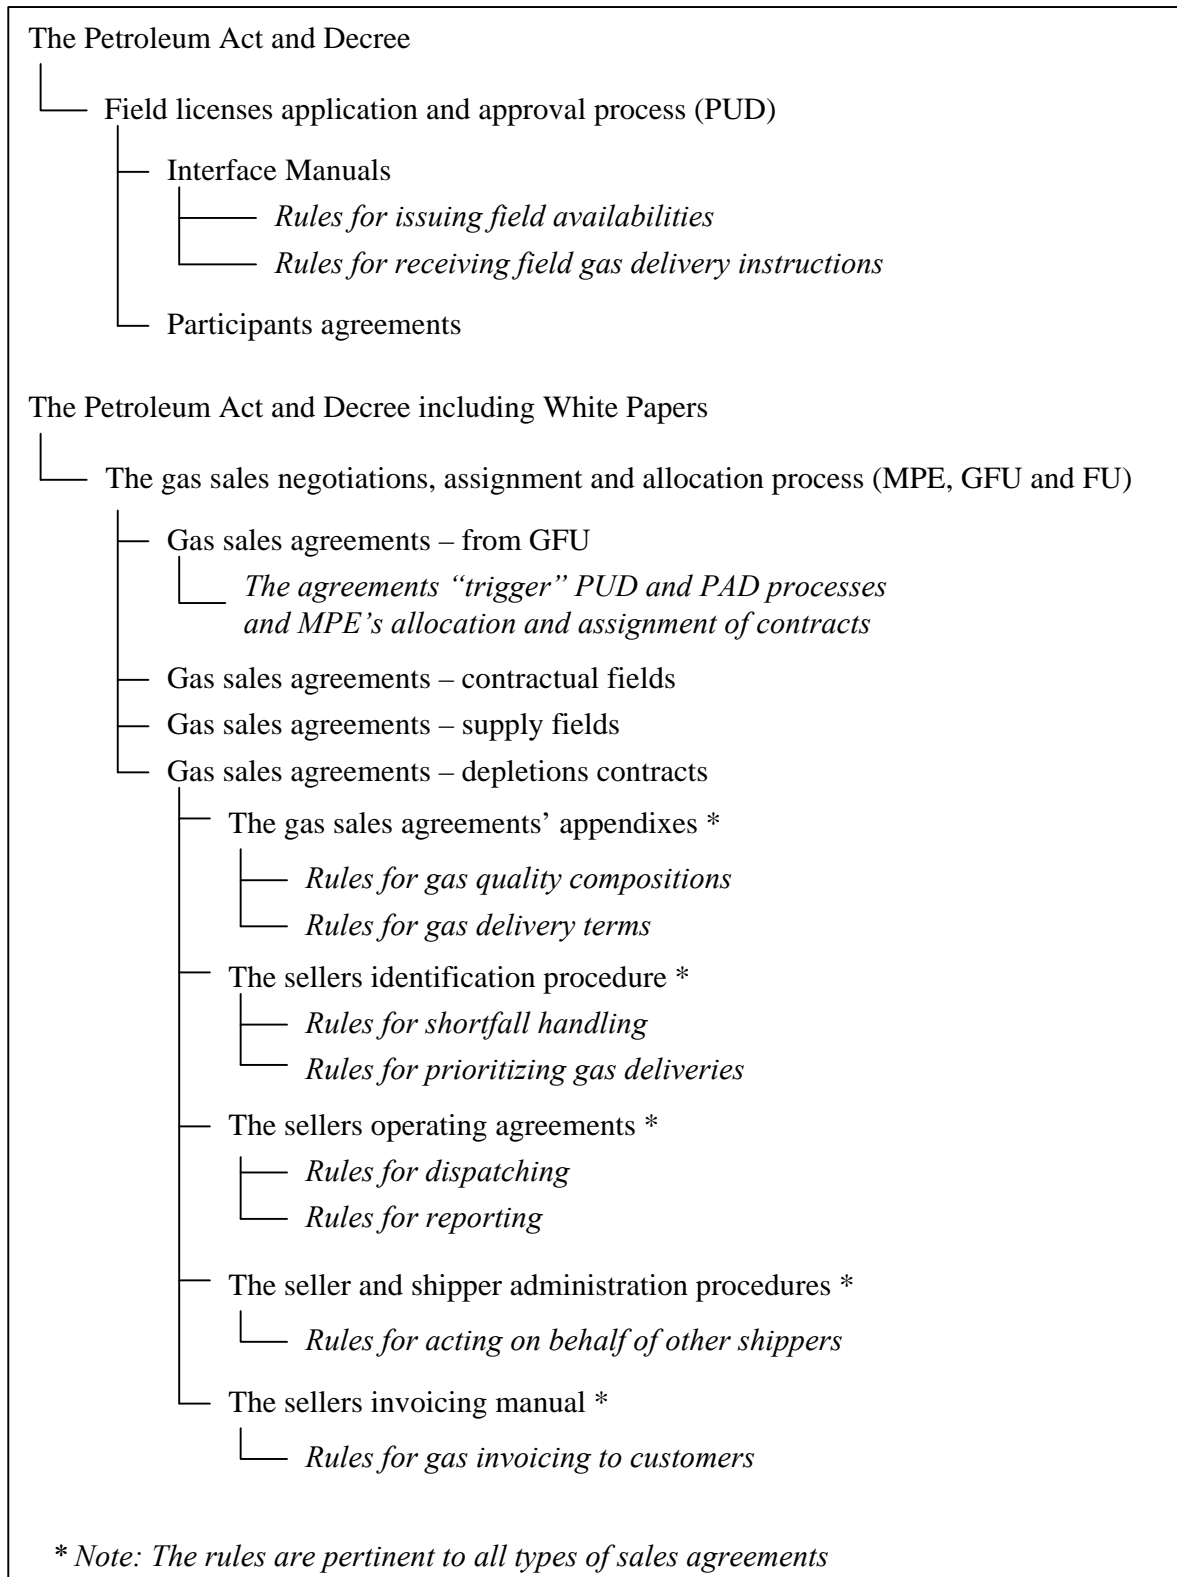 The Petroleum Act and Decree
Field licenses application and approval process (PUD)
Interface Manuals
Rules for issuing field availabilities
Rules for receiving field gas delivery instructions
Participants agreements
The Petroleum Act and Decree including White Papers
The gas sales negotiations, assignment and allocation process (MPE, GFU and FU)
Gas sales agreements – from GFU
The agreements “trigger” PUD and PAD processes
and MPE’s allocation and assignment of contracts
Gas sales agreements – contractual fields
Gas sales agreements – supply fields
Gas sales agreements – depletions contracts
The gas sales agreements’ appendixes *
Rules for gas quality compositions
Rules for gas delivery terms
The sellers identification procedure *
Rules for shortfall handling
Rules for prioritizing gas deliveries
The sellers operating agreements *
Rules for dispatching
Rules for reporting
The seller and shipper administration procedures *
Rules for acting on behalf of other shippers
The sellers invoicing manual *
Rules for gas invoicing to customers
* Note: The rules are pertinent to all types of sales agreements